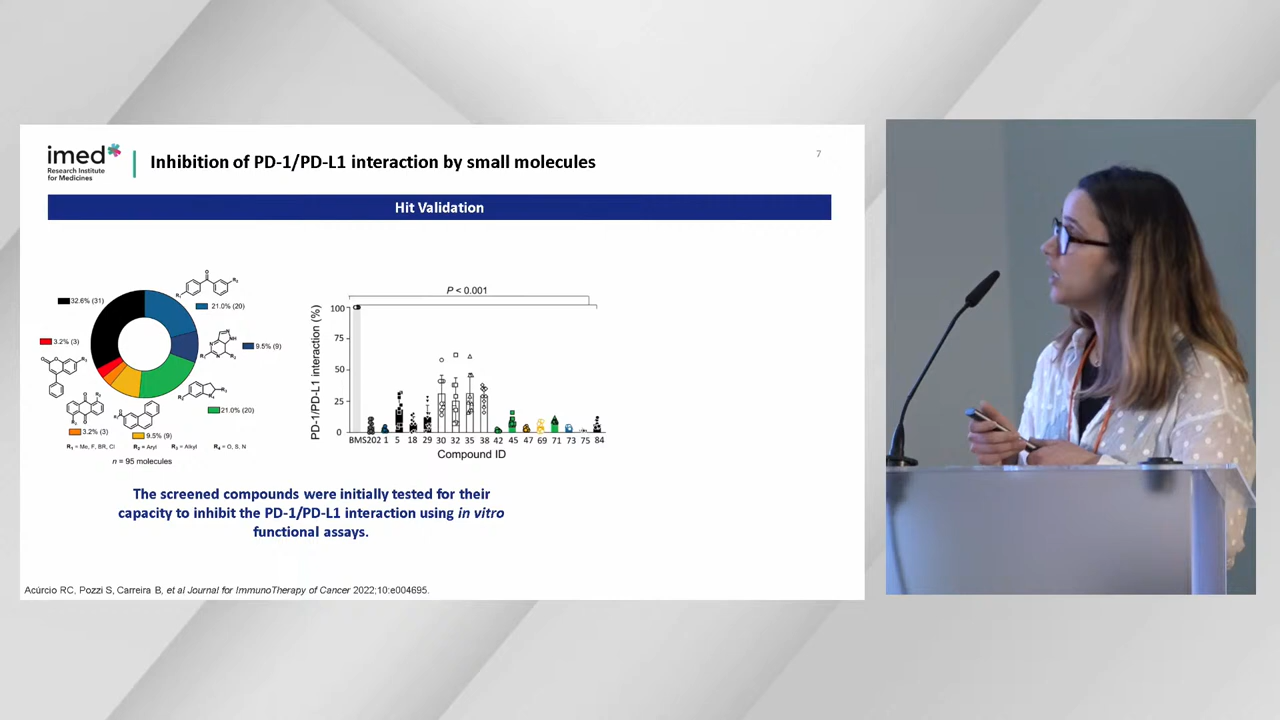 imed
Research Institute
for Medicines
Inhibition of PD-1/PD-L1 interaction by small molecules
7
Hit Validation
32.6% (31)
21.0% (20)
9.5% (9)
21.0% (20)
9.5% (9)
3.2% (3)
3.2% (3)
R1 = Me, F, BR, Cl R2 = Aryl R3 = Alkyl R4 = O, S, N
n = 95 molecules
P < 0.001
PD-1/PD-L1 interaction (%)
100
75
50
25
0
BMS202 1 5 18 29 30 32 35 38 42 45 47 69 71 73 75 84
Compound ID
The screened compounds were initially tested for their
capacity to inhibit the PD-1/PD-L1 interaction using in vitro
functional assays.
Acúrcio RC, Pozzi S, Carreira B, et al Journal for ImmunoTherapy of Cancer 2022;10:e004695.